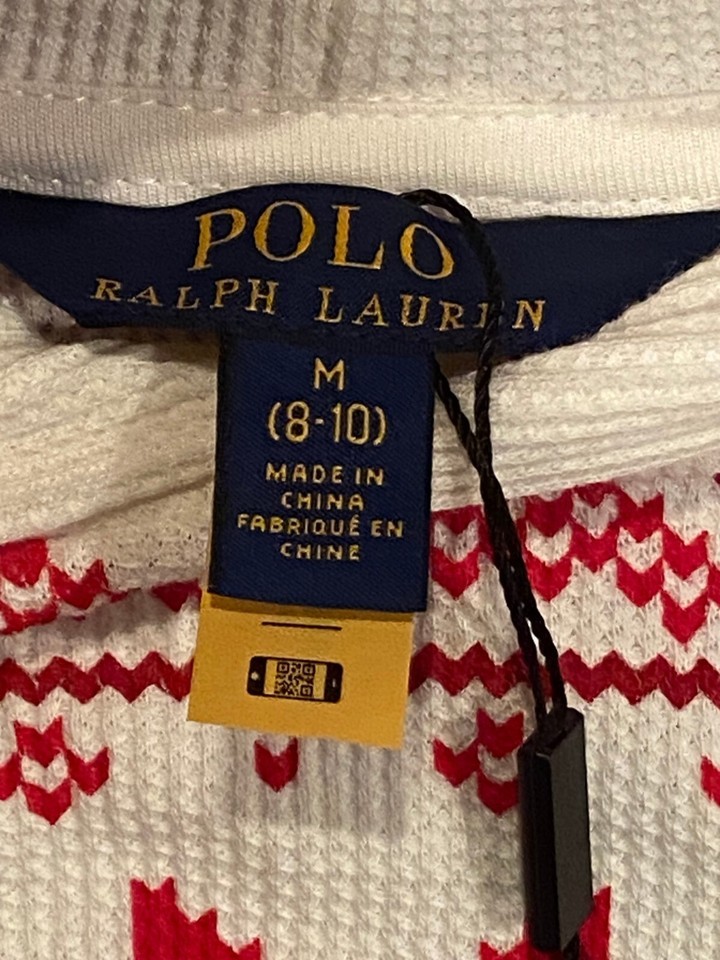 POLO
RALPH LAUREN
M
(8-10)
MADE IN
CHINA
FABRIQUÉ EN
CHINE